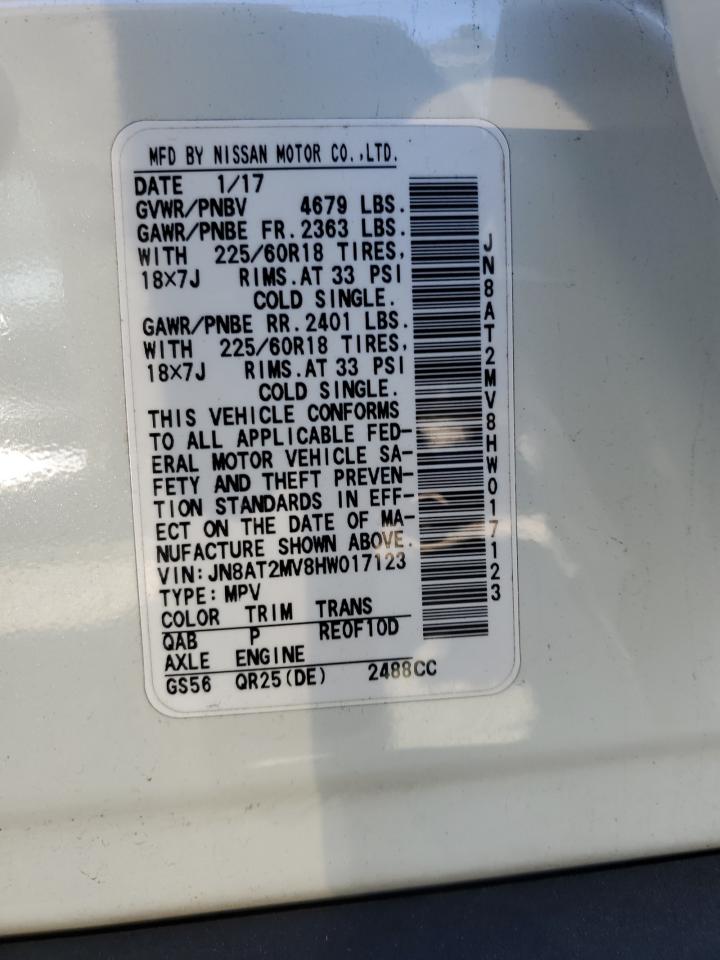 MFD BY NISSAN MOTOR CO.,LTD.
DATE 1/17
GVWR/PNBV 4679 LBS.
GAWR/PNBE FR. 2363 LBS.
WITH 225/60R18 TIRES,
18X7J RIMS.AT 33 PSI
COLD SINGLE.
GAWR/PNBE RR. 2401 LBS.
WITH 225/60R18 TIRES,
18X7J RIMS.AT 33 PSI
COLD SINGLE.
THIS VEHICLE CONFORMS
TO ALL APPLICABLE FED-
ERAL MOTOR VEHICLE SA-
FETY AND THEFT PREVEN-
TION STANDARDS IN EFF-
ECT ON THE DATE OF MA-
NUFACTURE SHOWN ABOVE.
VIN:JN8AT2MV8HW017123
TYPE:MPV
COLOR TRIM TRANS
QAB P RE0F10D
AXLE ENGINE
GS56 QR25(DE) 2488CC
JN8AT2MV8HW017123